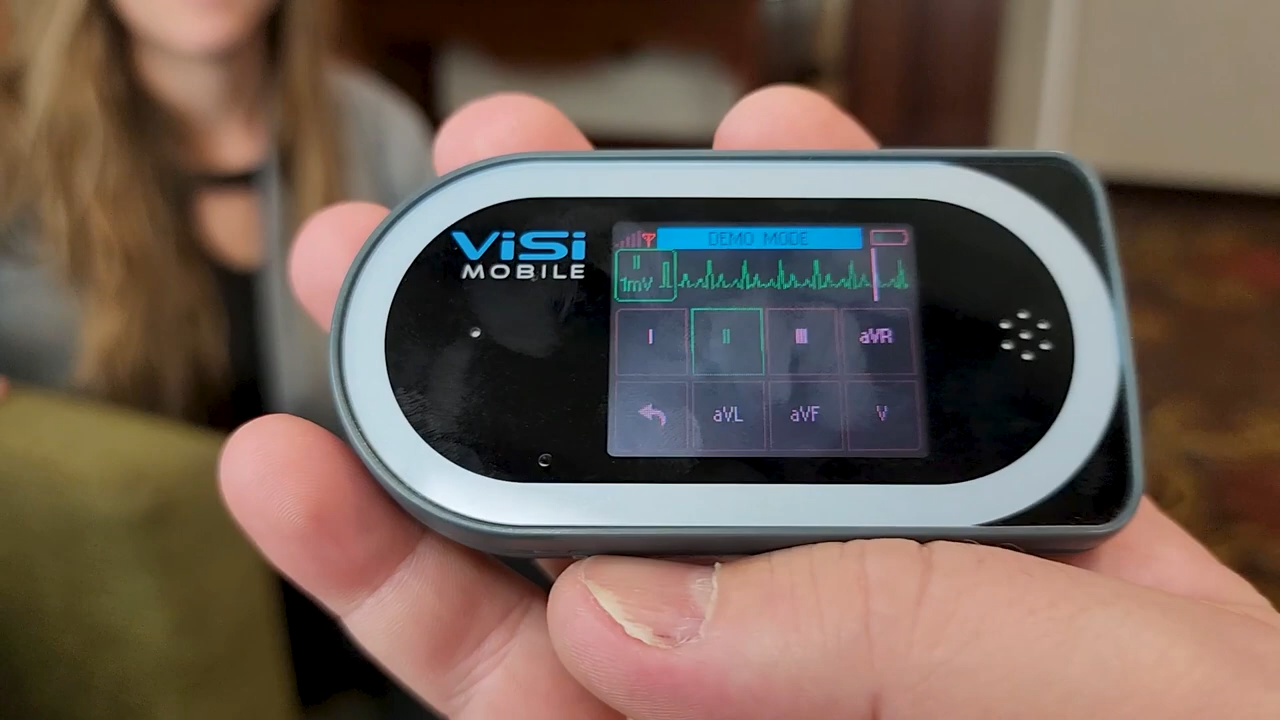 ViSi
MOBILE
DEMO MODE
II
1mV
I II III aVR
aVL aVF V